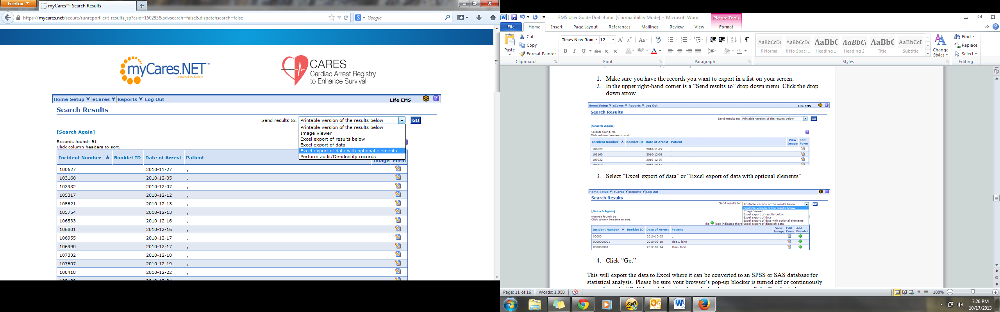 Firefox
myCares™: Search Results
https://mycares.net/secure/runreport_crit_results.jsp?csid=150283&advsearch=false&dispatchsearch=false
Google
myCares.NET™
powered by Sansio
CARES
Cardiac Arrest Registry
to Enhance Survival
Home Setup eCares Reports Log Out
Life EMS
Search Results
Send results to: Printable version of the results below GO
Printable version of the results below
Image Viewer
Excel export of results below
Excel export of data
Excel export of data with optional elements
Perform audit/De-identify records
[Search Again]
Records found: 91
Click column headers to sort.
Incident Number Booklet ID Date of Arrest Patient Image Form
100627 2010-11-27 ,
103160 2010-12-05 ,
103932 2010-12-07 ,
105317 2010-12-12 ,
105621 2010-12-13 ,
105754 2010-12-13 ,
106533 2010-12-16 ,
106801 2010-12-16 ,
106955 2010-12-17 ,
106990 2010-12-17 ,
107332 2010-12-18 ,
107607 2010-12-19 ,
108418 2010-12-22 ,
EMS User Guide Draft 4.doc [Compatibility Mode] - Microsoft Word
Picture Tools
File Home Insert Page Layout References Mailings Review View Format
Paste
Cut
Copy
Format Painter
Clipboard
Times New Rom 12
Font
Paragraph
AaBbCcDc AaBbCcDc AaBbC AaBbCc AaBbC AaBbCcI
¶ Normal ¶ No Spaci... Heading 1 Heading 2 Title Subtitle
Change
Styles
Styles
Find
Replace
Select
Editing
1. Make sure you have the records you want to export in a list on your screen.
2. In the upper right-hand corner is a “Send results to” drop down menu. Click the drop
down arrow.
Home Setup eCares Reports Log Out
Life EMS
Search Results
Send results to: Printable version of the results below GO
[Search Again]
Records found: 91
Click column headers to sort.
Incident Number Booklet ID Date of Arrest Patient View Image Edit Form
100627 2010-11-27 ,
103160 2010-12-05 ,
103932 2010-12-07 ,
105317 2010-12-12
3. Select “Excel export of data” or “Excel export of data with optional elements”.
Home Setup eCares Reports Log Out
Search Results
Send results to: Printable version of the results below GO
Printable version of the results below
Image Viewer
Excel export of results below
Excel export of data
Excel export of data with optional elements
Excel export of dispatch data
[Search Again]
Records found: 91
Click column headers to sort.
The icon indicates there
Incident Number Booklet ID Date of Arrest Patient View Image Edit Form Add Dispatch
00000 2010-10-05 ,
0000000001 2010-02-18 doe1, john
000000001 2012-02-14 Doe, John
4. Click “Go.”
This will export the data to Excel where it can be converted to an SPSS or SAS database for
statistical analysis. Please be sure your browser’s pop-up blocker is turned off or continuously
Page: 11 of 16 Words: 1,058 100%
3:26 PM
10/17/2013